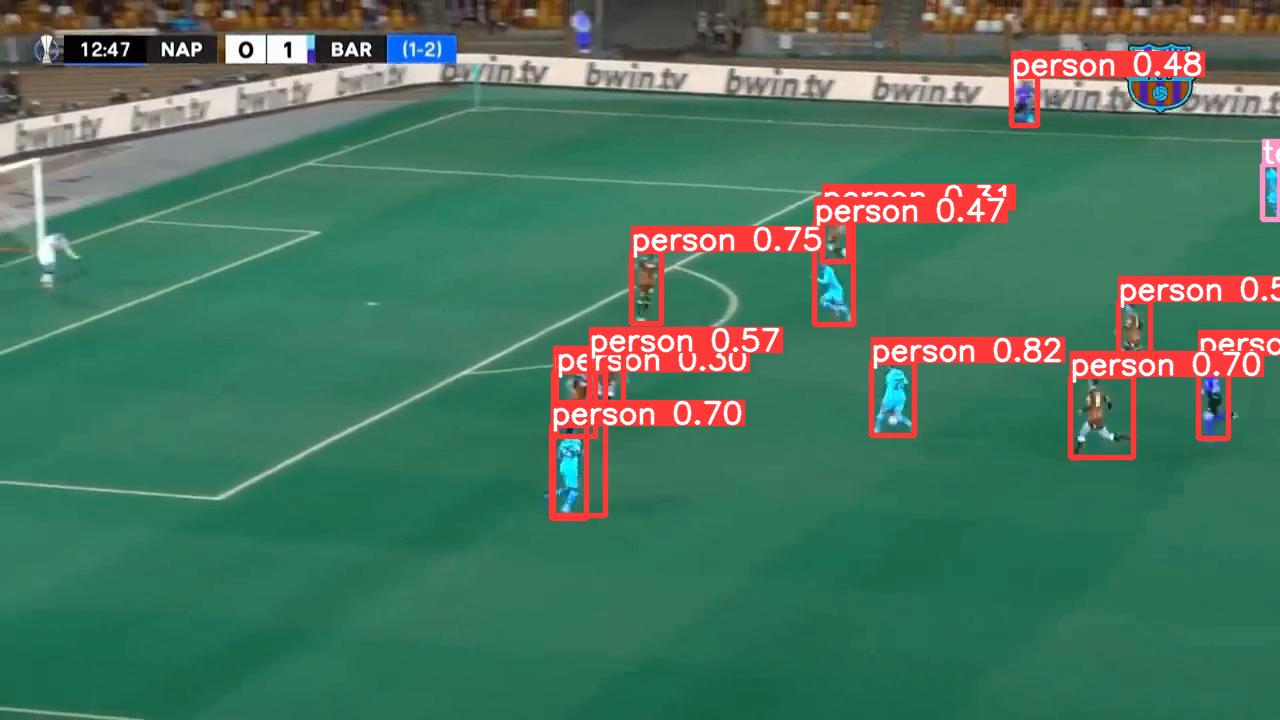 12:47 NAP 0 1 BAR (1-2)
bwin.tv bwin.tv bwin.tv bwin.tv bwin.tv bwin.tv
bwin.tv bwin.tv
person 0.48
person 0.31
person 0.47
person 0.75
person 0.5
person 0.57
person 0.30
person 0.82
person 0.70
person 0.70